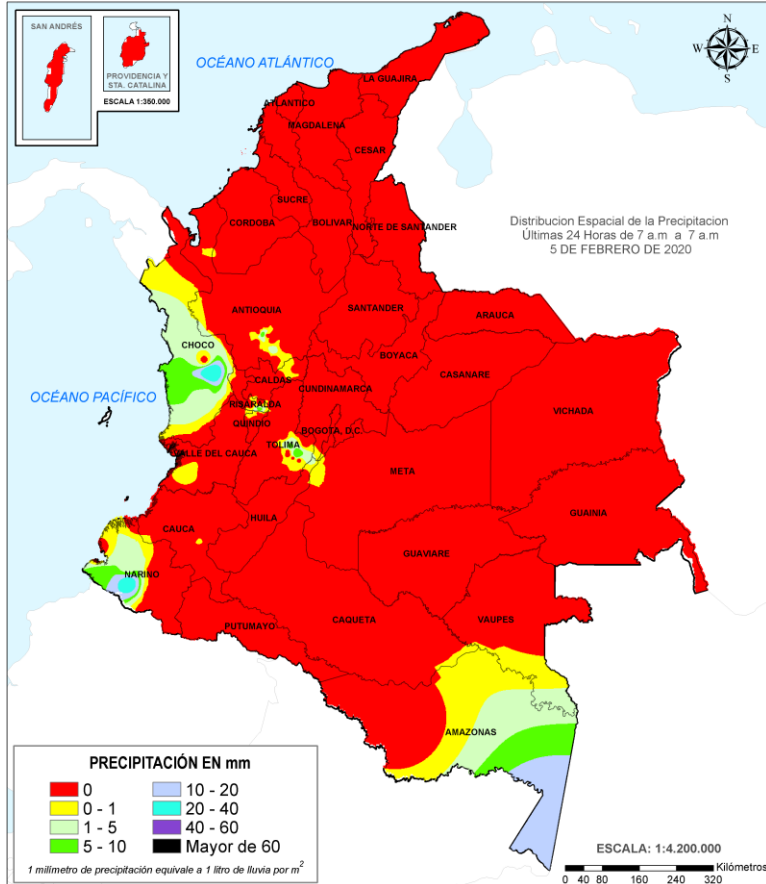 SAN ANDRÉS
PROVIDENCIA Y
STA. CATALINA
ESCALA 1:350.000
N
W E
S
OCÉANO ATLÁNTICO
LA GUAJIRA
ATLANTICO
MAGDALENA
CESAR
SUCRE
CORDOBA
BOLIVAR
NORTE DE SANTANDER
Distribucion Espacial de la Precipitacion
Últimas 24 Horas de 7 a.m a 7 a.m
5 DE FEBRERO DE 2020
ANTIOQUIA
SANTANDER
ARAUCA
CHOCO
BOYACA
CASANARE
CALDAS
CUNDINAMARCA
OCÉANO PACÍFICO
RISARALDA
VICHADA
QUINDIO
BOGOTA, D.C.
TOLIMA
VALLE DEL CAUCA
META
HUILA
GUAINIA
CAUCA
GUAVIARE
NARIÑO
CAQUETA
VAUPES
PUTUMAYO
AMAZONAS
PRECIPITACIÓN EN mm
0
0 - 1
1 - 5
5 - 10
10 - 20
20 - 40
40 - 60
Mayor de 60
1 milímetro de precipitación equivale a 1 litro de lluvia por m²
ESCALA: 1:4.200.000
Kilómetros
0 40 80 160 240 320